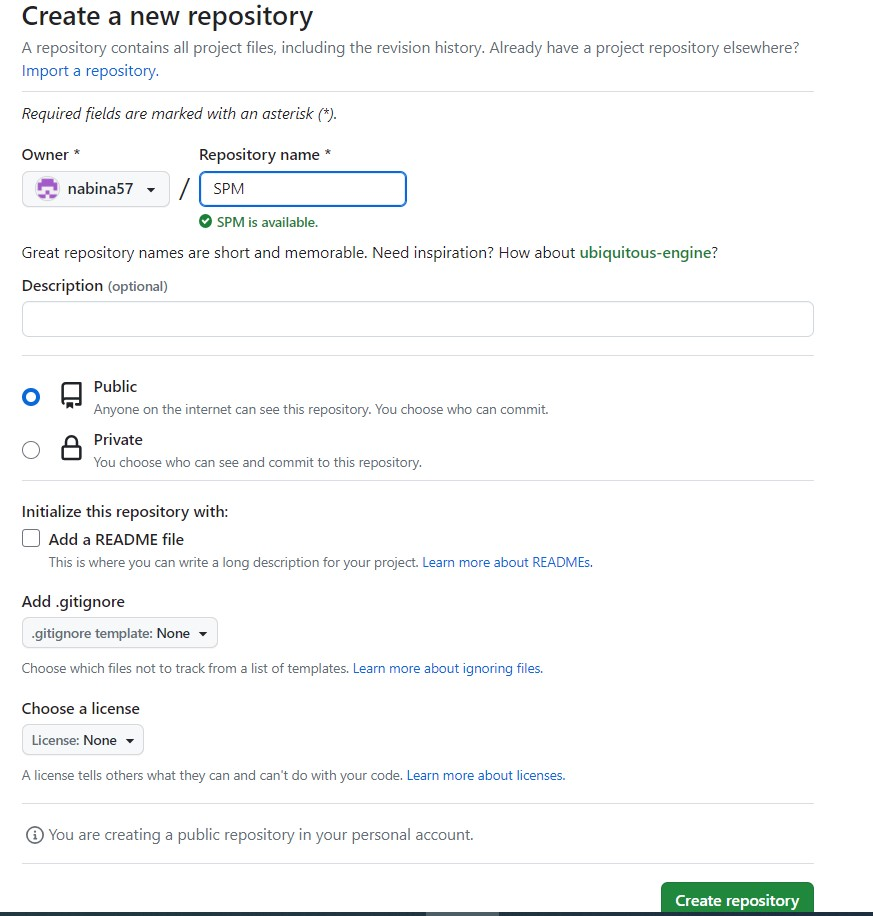 Create a new repository
A repository contains all project files, including the revision history. Already have a project repository elsewhere?
Import a repository.
Required fields are marked with an asterisk (*).
Owner *
Repository name *
nabina57
/
SPM
SPM is available.
Great repository names are short and memorable. Need inspiration? How about ubiquitous-engine?
Description (optional)
Public
Anyone on the internet can see this repository. You choose who can commit.
Private
You choose who can see and commit to this repository.
Initialize this repository with:
Add a README file
This is where you can write a long description for your project. Learn more about READMEs.
Add .gitignore
.gitignore template: None
Choose which files not to track from a list of templates. Learn more about ignoring files.
Choose a license
License: None
A license tells others what they can and can't do with your code. Learn more about licenses.
You are creating a public repository in your personal account.
Create repository